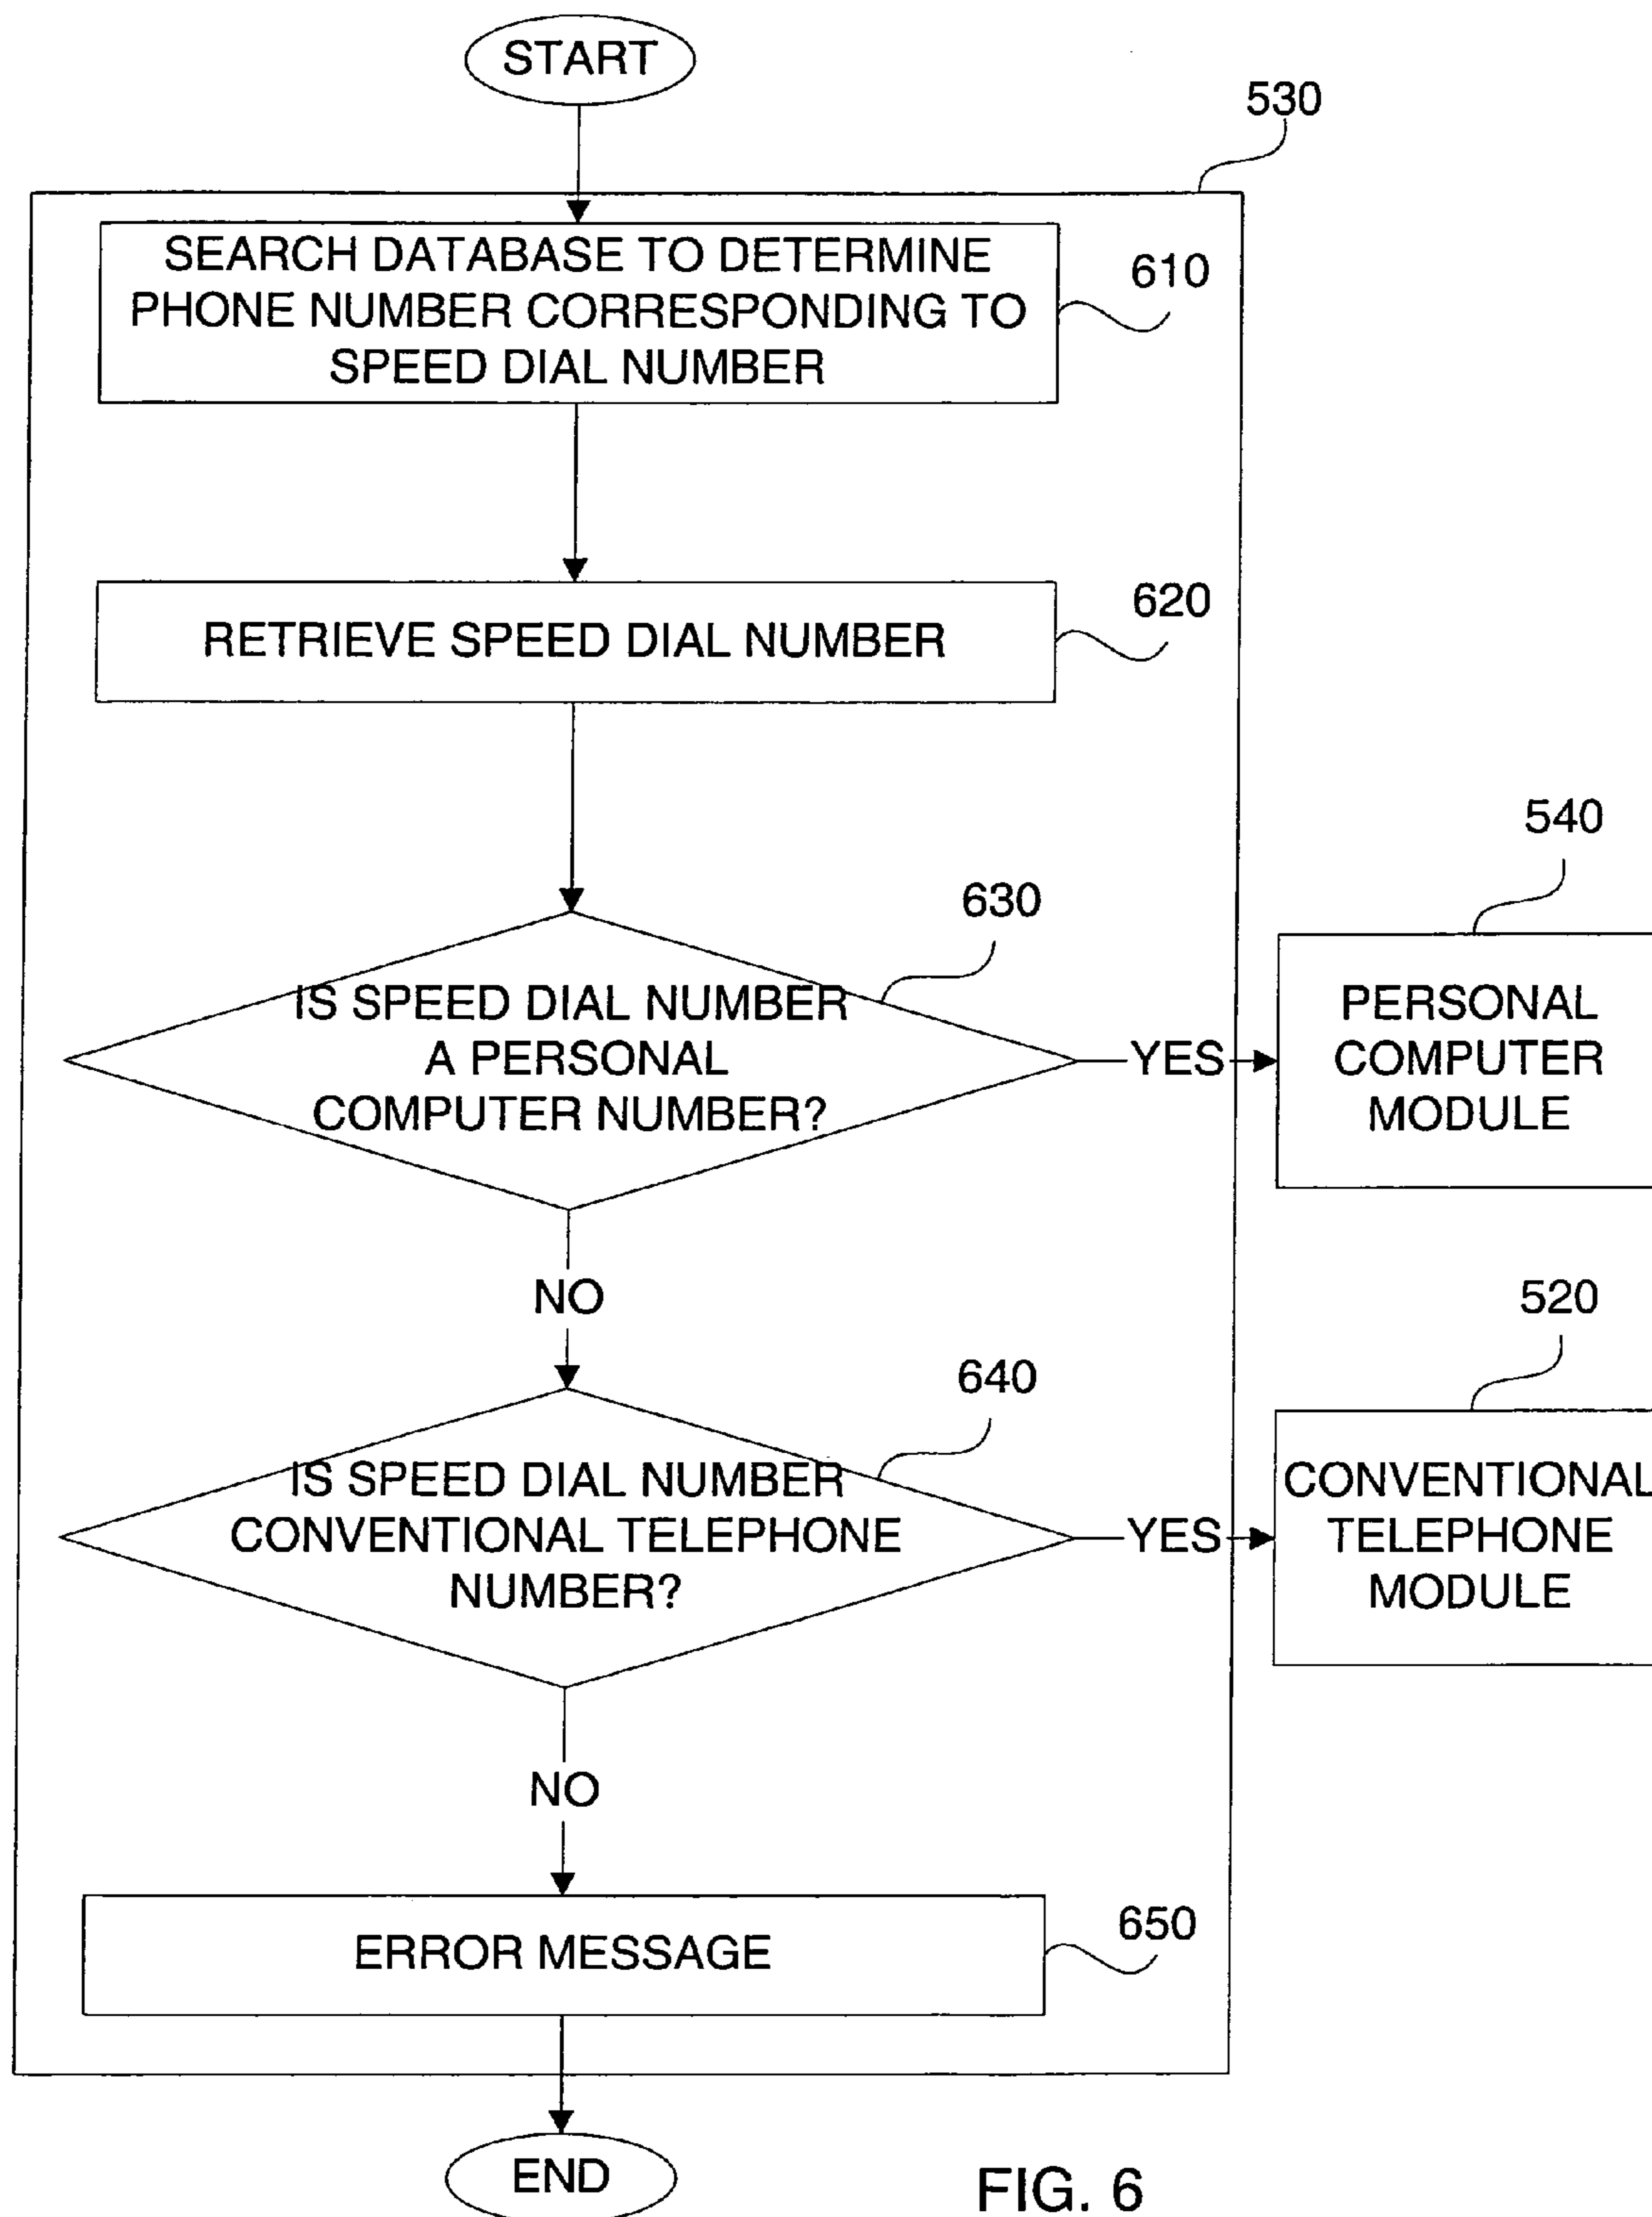 START
530
SEARCH DATABASE TO DETERMINE
PHONE NUMBER CORRESPONDING TO
SPEED DIAL NUMBER
610
RETRIEVE SPEED DIAL NUMBER
620
630
IS SPEED DIAL NUMBER
A PERSONAL
COMPUTER NUMBER?
YES
540
PERSONAL
COMPUTER
MODULE
NO
640
IS SPEED DIAL NUMBER
CONVENTIONAL TELEPHONE
NUMBER?
YES
520
CONVENTIONAL
TELEPHONE
MODULE
NO
ERROR MESSAGE
650
END
FIG. 6